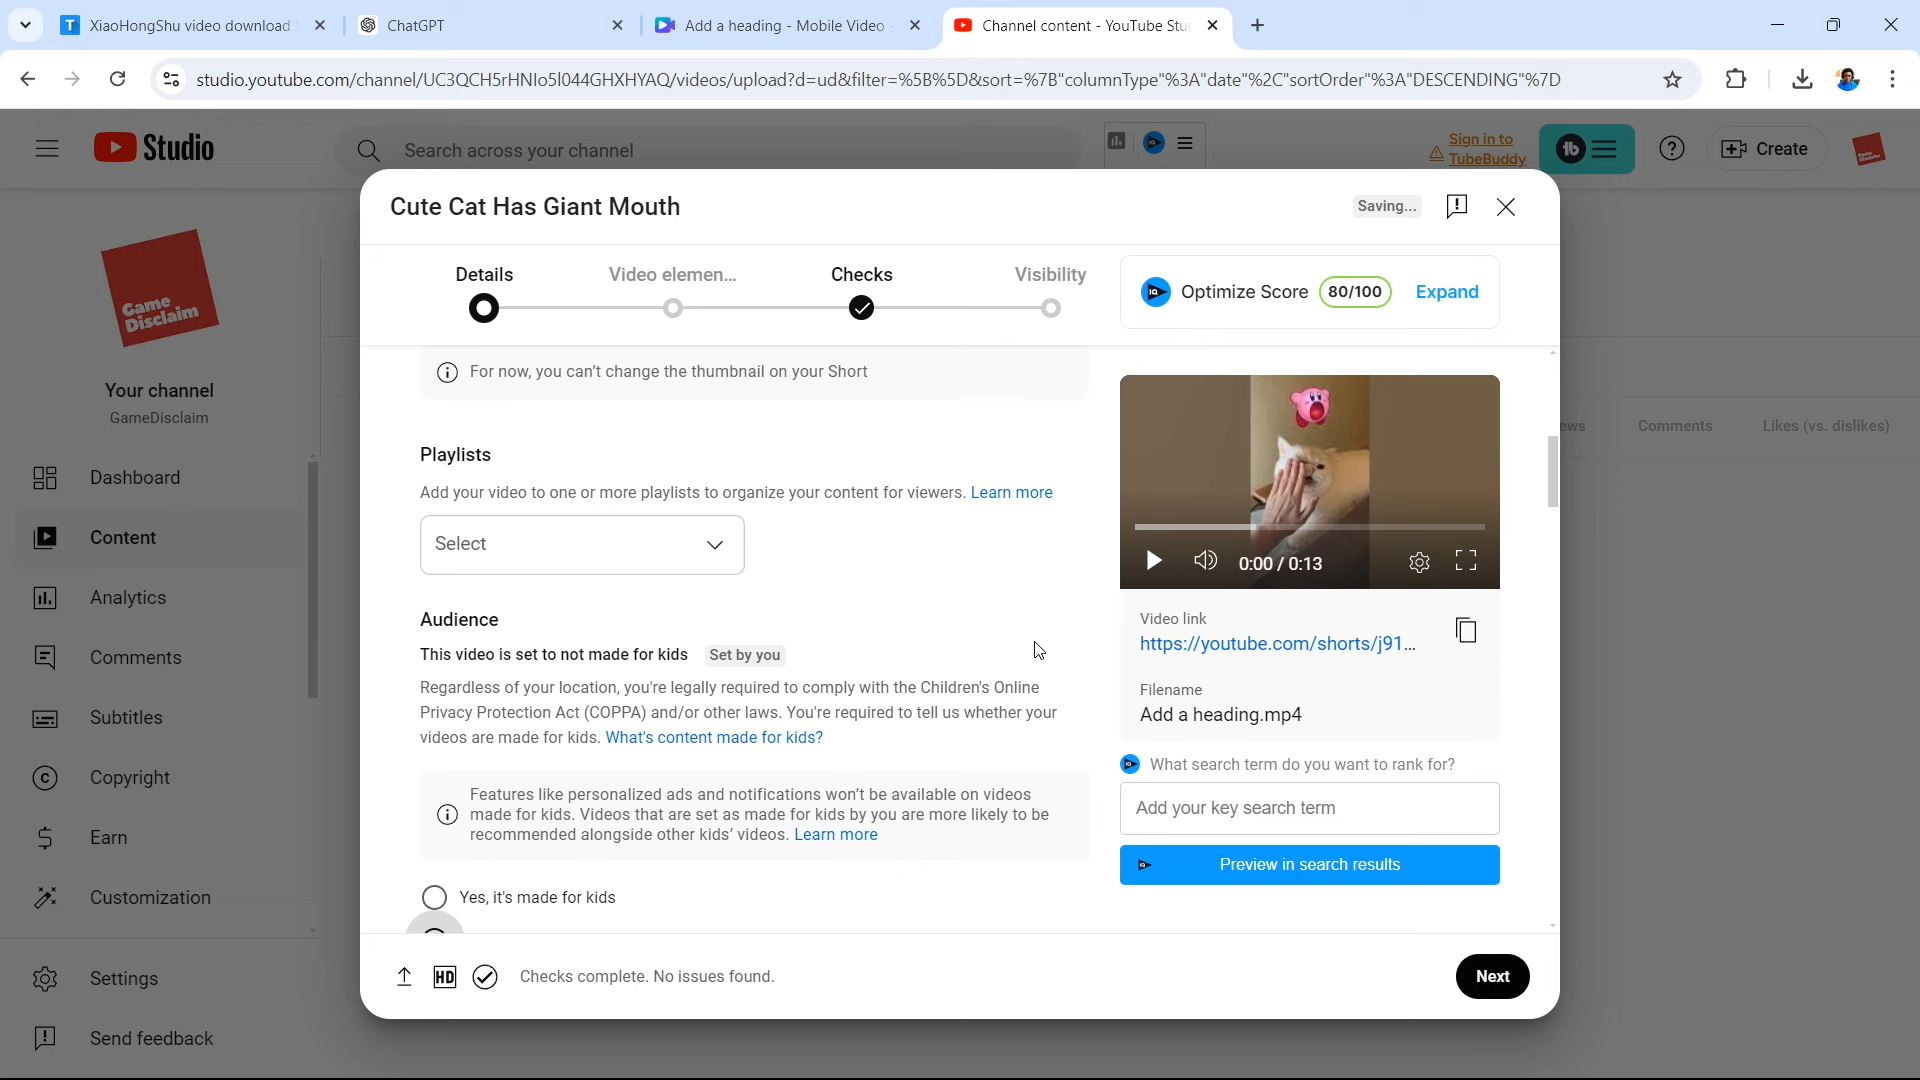 XiaoHongShu video download
ChatGPT
Add a heading - Mobile Video
Channel content - YouTube Stu
studio.youtube.com/channel/UC3QCH5rHNIo5l044GHXHYAQ/videos/upload?d=ud&filter=%5B%5D&sort=%7B"columnType"%3A"date"%2C"sortOrder"%3A"DESCENDING"%7D
Studio
Search across your channel
Sign in to
TubeBuddy
Create
Cute Cat Has Giant Mouth
Saving...
Details
Video elemen...
Checks
Visibility
IQ
Optimize Score
80/100
Expand
For now, you can't change the thumbnail on your Short
Game
Disclaim
Your channel
GameDisclaim
Dashboard
Content
Analytics
Comments
Subtitles
Copyright
Earn
Customization
Settings
Send feedback
Playlists
Add your video to one or more playlists to organize your content for viewers. Learn more
Select
Audience
This video is set to not made for kids
Set by you
Regardless of your location, you're legally required to comply with the Children's Online
Privacy Protection Act (COPPA) and/or other laws. You're required to tell us whether your
videos are made for kids. What's content made for kids?
Features like personalized ads and notifications won't be available on videos
made for kids. Videos that are set as made for kids by you are more likely to be
recommended alongside other kids' videos. Learn more
Yes, it's made for kids
0:00 / 0:13
Video link
https://youtube.com/shorts/j91...
Filename
Add a heading.mp4
What search term do you want to rank for?
Add your key search term
Preview in search results
ews
Comments
Likes (vs. dislikes)
HD
Checks complete. No issues found.
Next